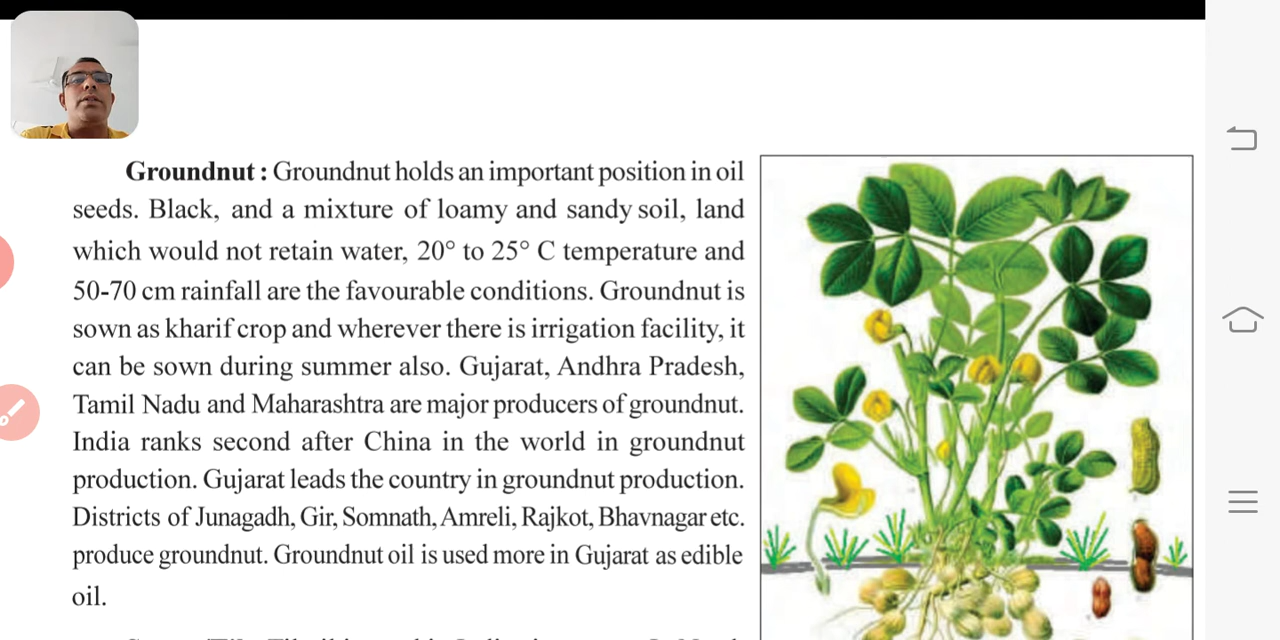 Groundnut : Groundnut holds an important position in oil
seeds. Black, and a mixture of loamy and sandy soil, land
which would not retain water, 20° to 25° C temperature and
50-70 cm rainfall are the favourable conditions. Groundnut is
sown as kharif crop and wherever there is irrigation facility, it
can be sown during summer also. Gujarat, Andhra Pradesh,
Tamil Nadu and Maharashtra are major producers of groundnut.
India ranks second after China in the world in groundnut
production. Gujarat leads the country in groundnut production.
Districts of Junagadh, Gir, Somnath, Amreli, Rajkot, Bhavnagar etc.
produce groundnut. Groundnut oil is used more in Gujarat as edible
oil.